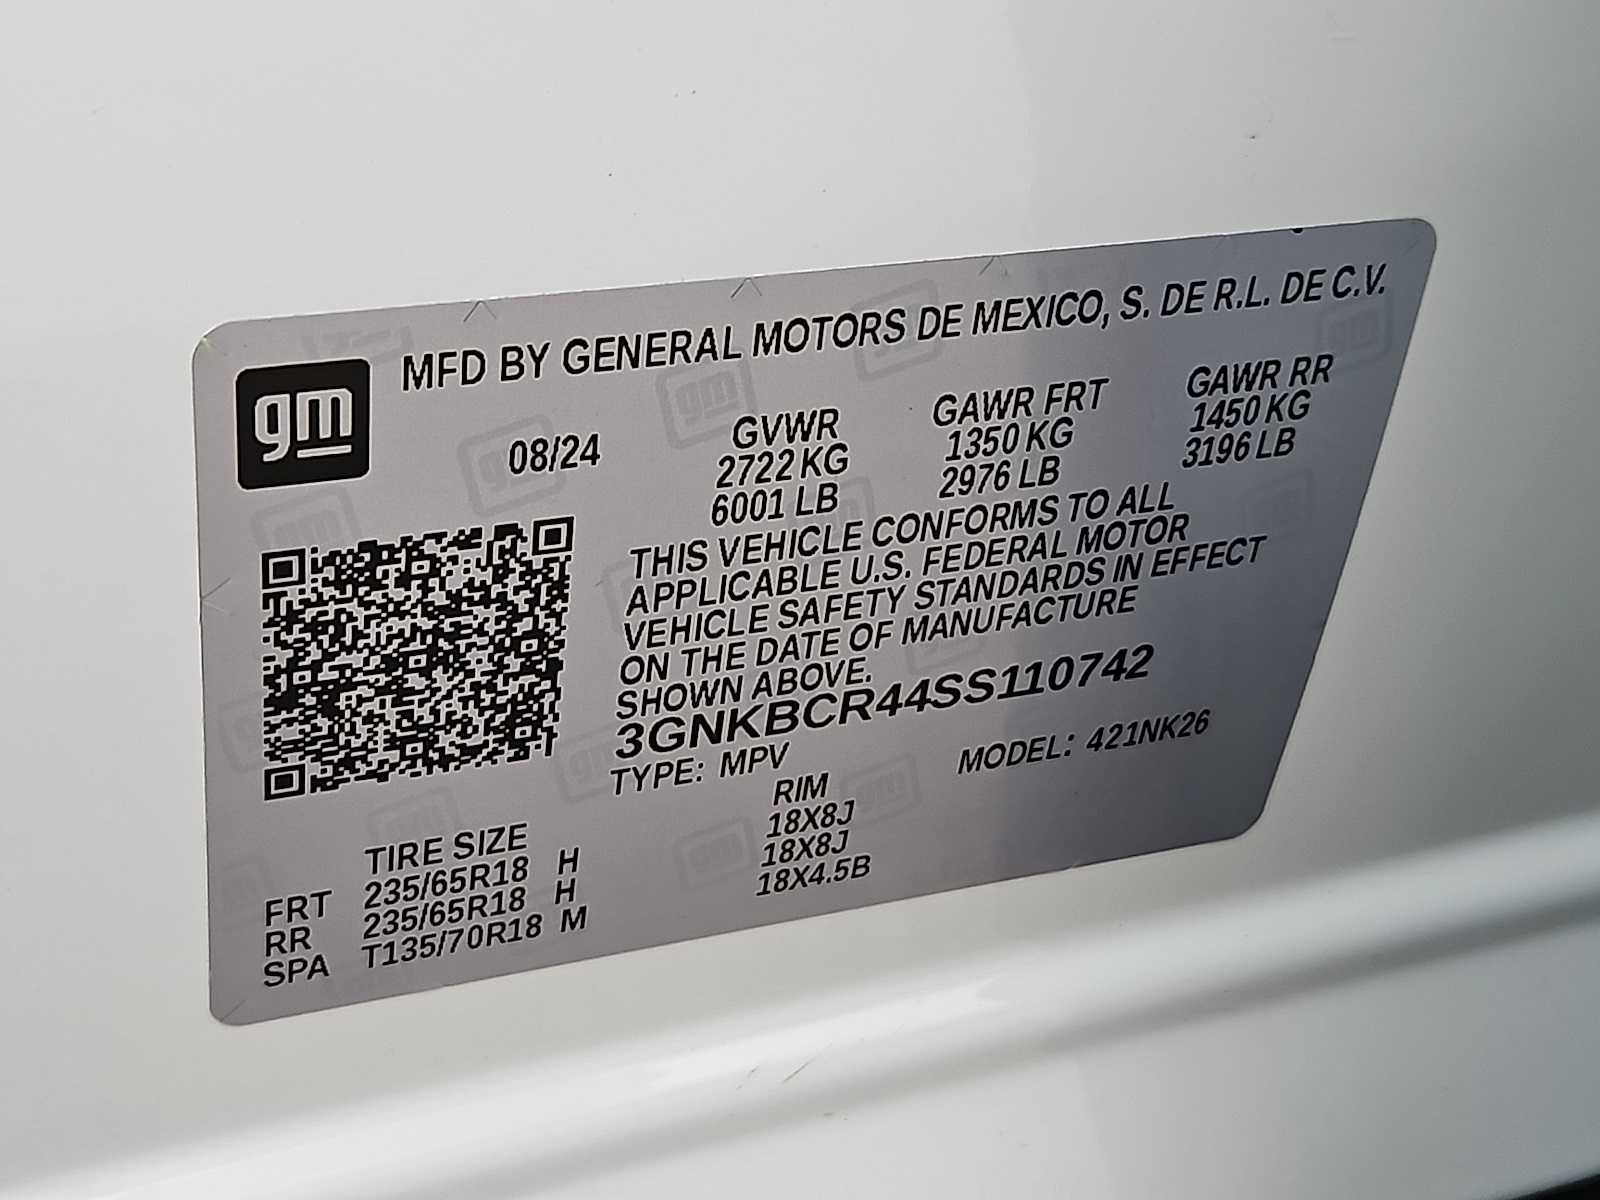 gm
MFD BY GENERAL MOTORS DE MEXICO, S. DE R.L. DE C.V.
08/24 GVWR GAWR FRT GAWR RR
2722 KG 1350 KG 1450 KG
6001 LB 2976 LB 3196 LB
THIS VEHICLE CONFORMS TO ALL
APPLICABLE U.S. FEDERAL MOTOR
VEHICLE SAFETY STANDARDS IN EFFECT
ON THE DATE OF MANUFACTURE
SHOWN ABOVE.
3GNKBCR44SS110742
TYPE: MPV MODEL: 421NK26
TIRE SIZE RIM
FRT 235/65R18 H 18X8J
RR 235/65R18 H 18X8J
SPA T135/70R18 M 18X4.5B